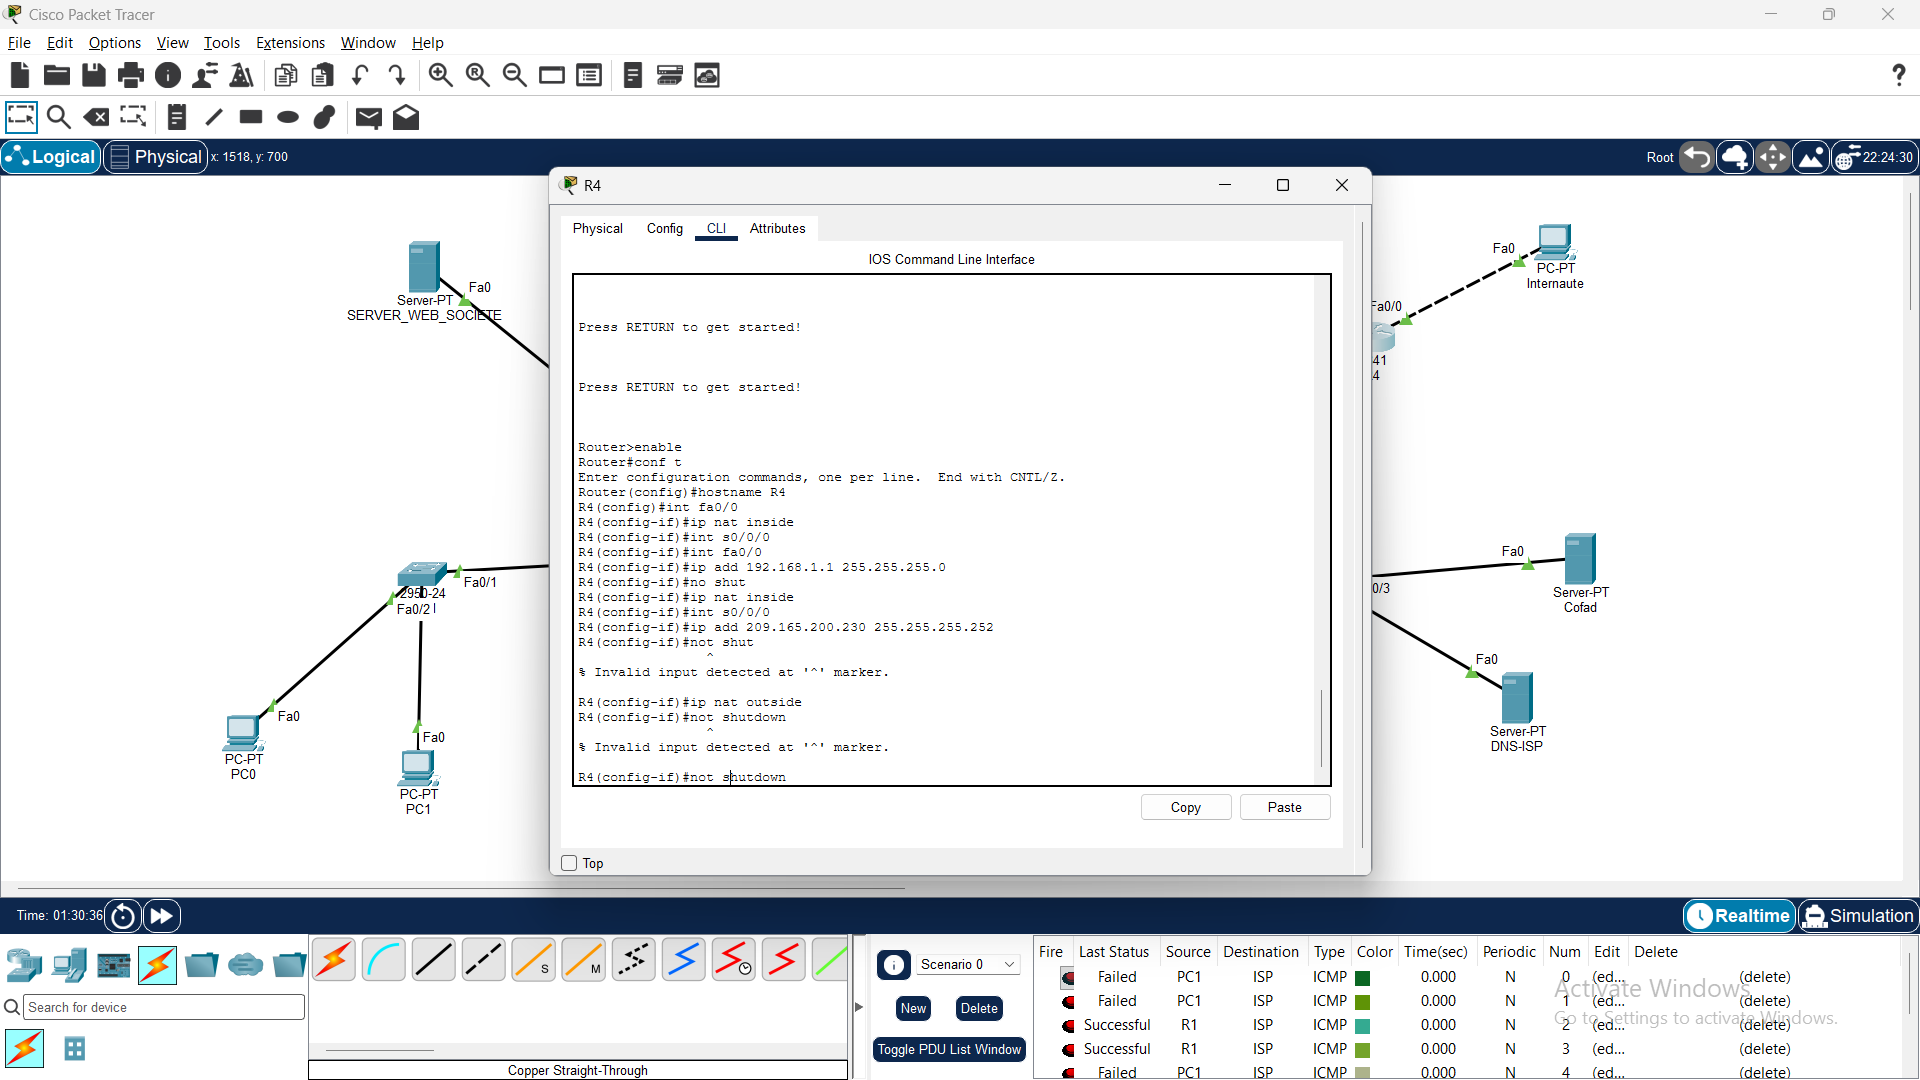 Cisco Packet Tracer
File Edit Options View Tools Extensions Window Help
Logical Physical x: 1518, y: 700
Root 22:24:30
R4
Physical Config CLI Attributes
IOS Command Line Interface
Press RETURN to get started!
Press RETURN to get started!
Router>enable
Router#conf t
Enter configuration commands, one per line.  End with CNTL/Z.
Router(config)#hostname R4
R4(config)#int fa0/0
R4(config-if)#ip nat inside
R4(config-if)#int s0/0/0
R4(config-if)#int fa0/0
R4(config-if)#ip add 192.168.1.1 255.255.255.0
R4(config-if)#no shut
R4(config-if)#ip nat inside
R4(config-if)#int s0/0/0
R4(config-if)#ip add 209.165.200.230 255.255.255.252
R4(config-if)#not shut
^
% Invalid input detected at '^' marker.
R4(config-if)#ip nat outside
R4(config-if)#not shutdown
^
% Invalid input detected at '^' marker.
R4(config-if)#not shutdown
Copy Paste
Top
Fa0
Server-PT
SERVER_WEB_SOCIETE
Fa0/1
2950-24
Fa0/2
Fa0
PC-PT
PC0
Fa0
PC-PT
PC1
Fa0
PC-PT
Internaute
Fa0/0
41
4
Fa0
0/3
Server-PT
Cofad
Fa0
Server-PT
DNS-ISP
Time: 01:30:36
Realtime Simulation
S M
Search for device
Copper Straight-Through
Scenario 0
New Delete
Toggle PDU List Window
Fire Last Status Source Destination Type Color Time(sec) Periodic Num Edit Delete
Failed PC1 ISP ICMP 0.000 N 0 (ed... (delete)
Failed PC1 ISP ICMP 0.000 N 1 (ed... (delete)
Successful R1 ISP ICMP 0.000 N 2 (ed... (delete)
Successful R1 ISP ICMP 0.000 N 3 (ed... (delete)
Failed PC1 ISP ICMP 0.000 N 4 (ed... (delete)
Activate Windows
Go to Settings to activate Windows.